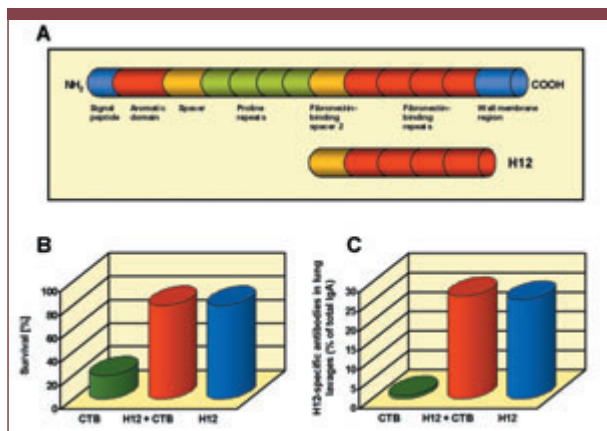 A
NH2
COOH
Signal Aromatic Spacer Proline Fibronectin- Fibronectin- Wall membrane
peptide domain repeats binding binding region
spacer 2 repeats
H12
B
Survival [%]
100
80
60
40
20
0
CTB H12 + CTB H12
C
H12-specific antibodies in lung
lavages (% of total IgA)
30
25
20
15
10
5
0
CTB H12 + CTB H12